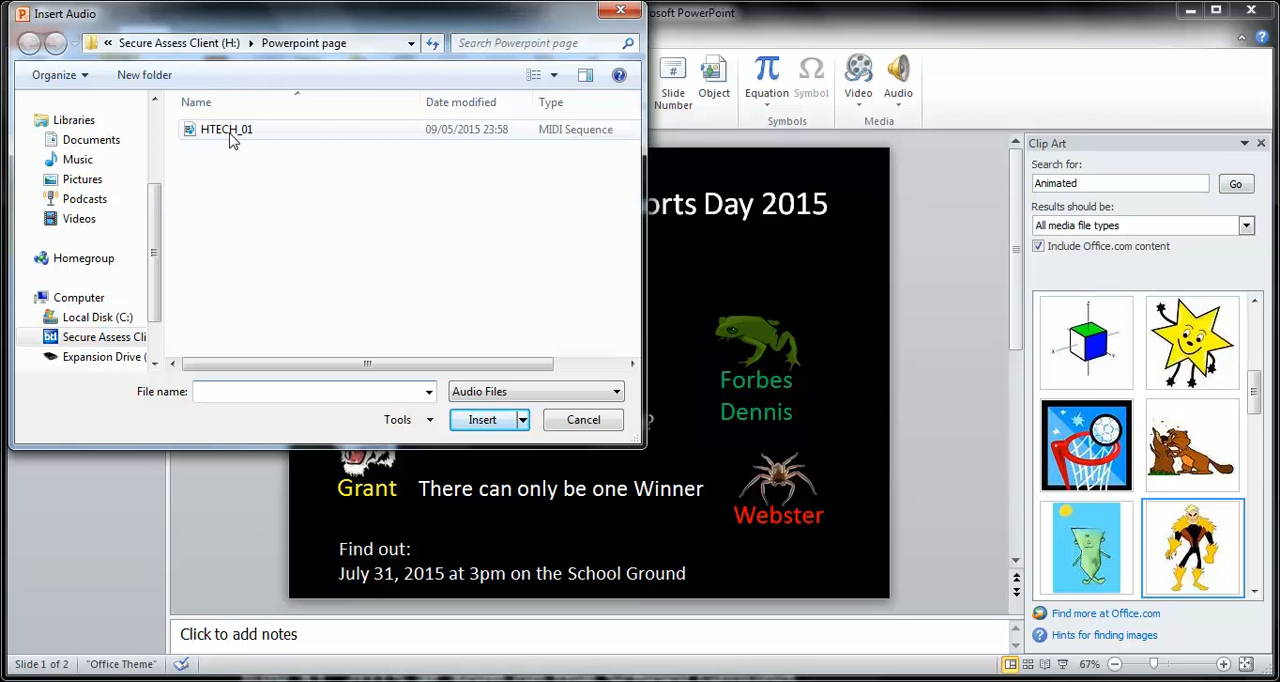 Insert Audio
osoft PowerPoint
« Secure Assess Client (H:) Powerpoint page
Search Powerpoint page
Organize
New folder
Name
Date modified
Type
HTECH_01
09/05/2015 23:58
MIDI Sequence
Libraries
Documents
Music
Pictures
Podcasts
Videos
Homegroup
Computer
Local Disk (C:)
Secure Assess Cli
Expansion Drive (
File name:
Audio Files
Tools
Insert
Cancel
Slide
Number
Object
Equation
Symbol
Symbols
Video
Audio
Media
orts Day 2015
Forbes
Dennis
?
Grant
There can only be one Winner
Webster
Find out:
July 31, 2015 at 3pm on the School Ground
Click to add notes
Clip Art
Search for:
Animated
Go
Results should be:
All media file types
Include Office.com content
Find more at Office.com
Hints for finding images
Slide 1 of 2
"Office Theme"
67%